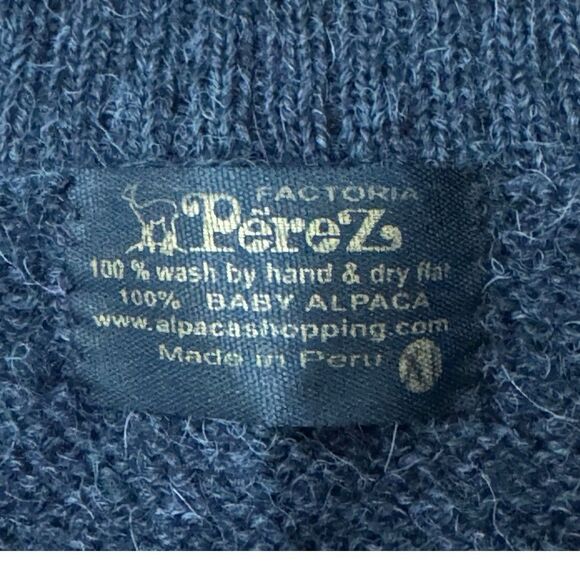 FACTORIA
Përez
100 % wash by hand & dry flat
100% BABY ALPACA
www.alpacashopping.com
Made in Peru